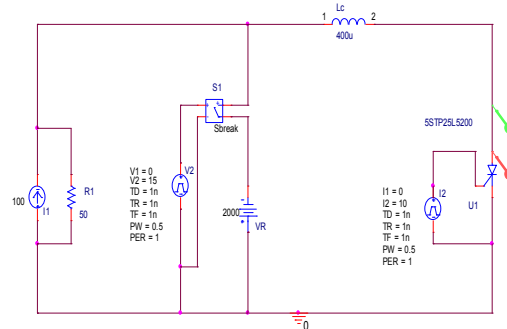 Lc
1 2
400u
S1
Sbreak
5STP25L5200
V1 = 0
V2 = 15
TD = 1n
TR = 1n
TF = 1n
PW = 0.5
PER = 1
V2
100
I1
R1
50
2000
VR
I1 = 0
I2 = 10
TD = 1n
TR = 1n
TF = 1n
PW = 0.5
PER = 1
I2
U1
0